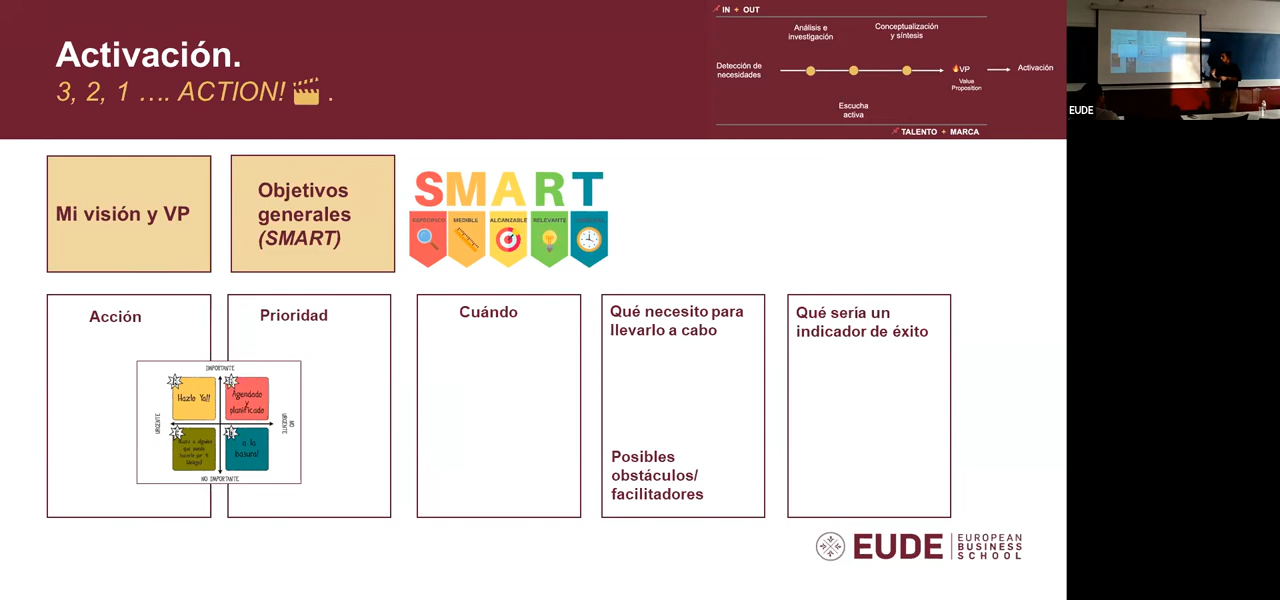 Activación.
3, 2, 1 .... ACTION! .
IN + OUT
Análisis e
investigación
Conceptualización
y síntesis
Detección de
necesidades
VP
Value
Proposition
Activación
Escucha
activa
TALENTO + MARCA
EUDE
Mi visión y VP
Objetivos
generales
(SMART)
SMART
ESPECIFICO
MEDIBLE
ALCANZABLE
RELEVANTE
Acción
Prioridad
Cuándo
Qué necesito para
llevarlo a cabo
Qué sería un
indicador de éxito
IMPORTANTE
Hazlo Ya!!
Agendado
y
planificado
URGENTE
NO
URGENTE
a la
basura!
NO IMPORTANTE
Posibles
obstáculos/
facilitadores
EUDE
EUROPEAN
BUSINESS
SCHOOL